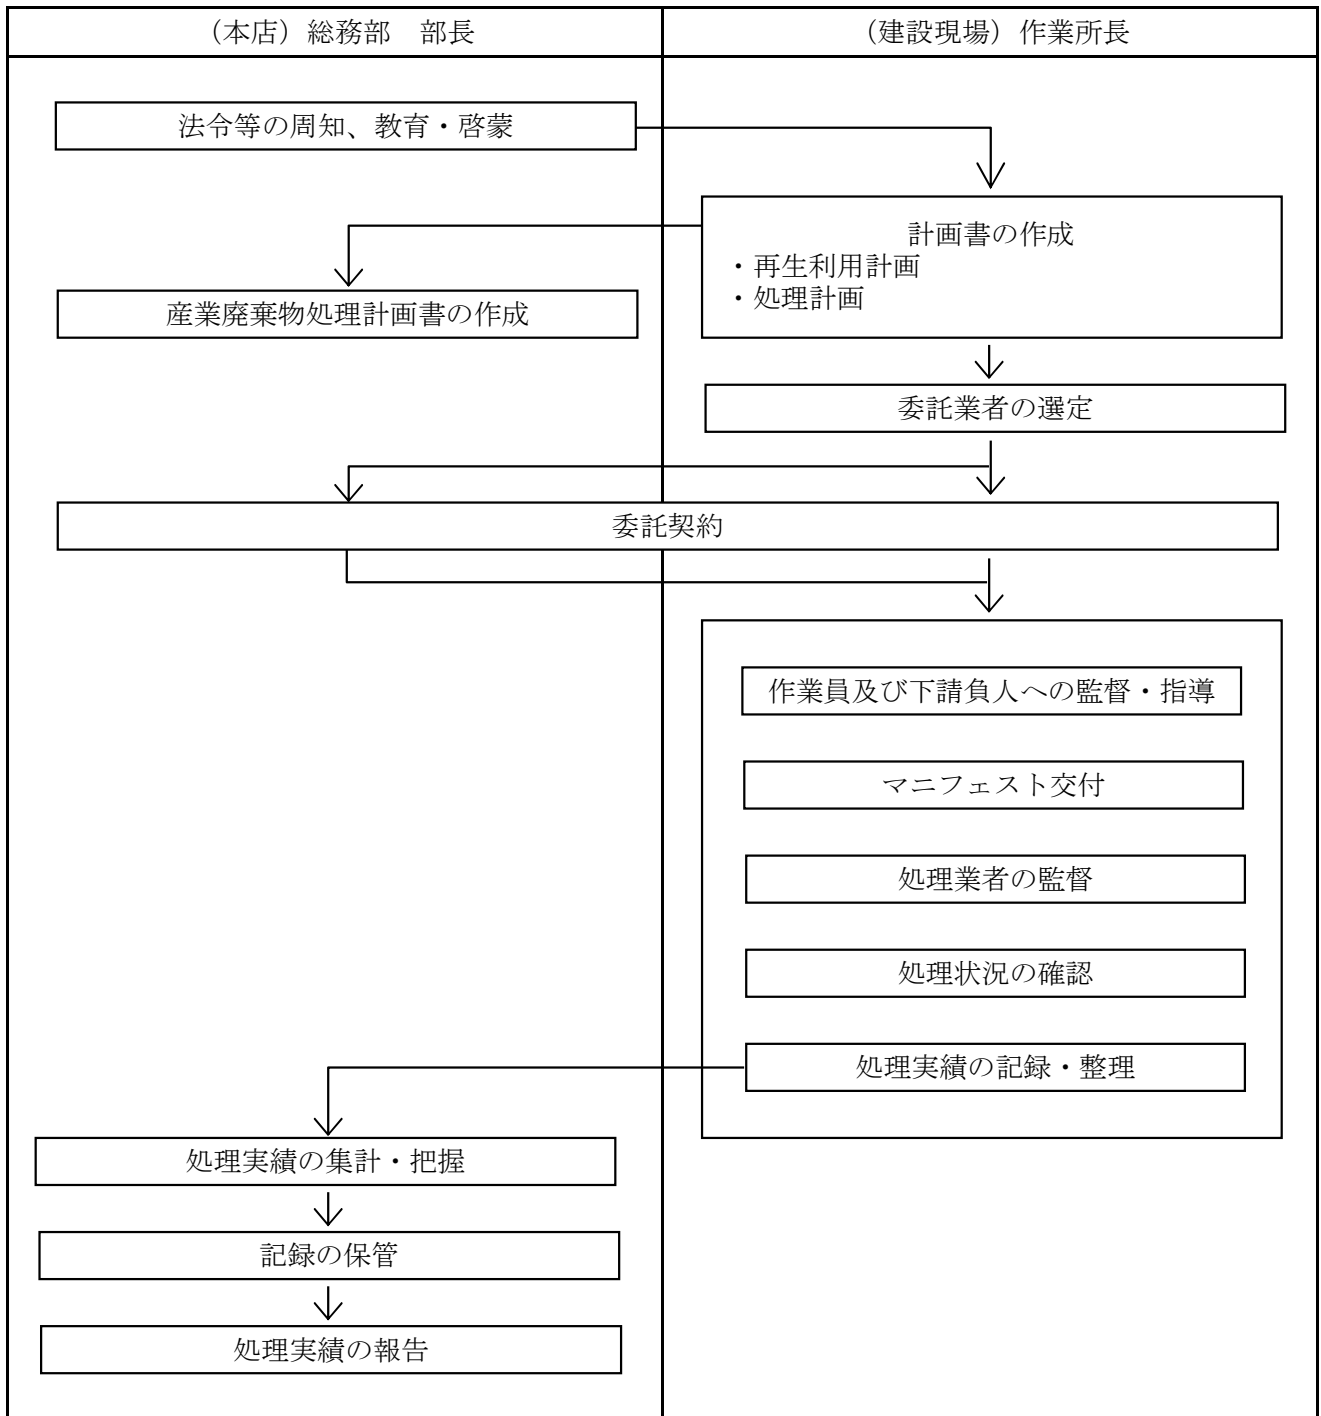 （本店）総務部　部長
（建設現場）作業所長
法令等の周知、教育・啓蒙
計画書の作成
・再生利用計画
・処理計画
産業廃棄物処理計画書の作成
委託業者の選定
委託契約
作業員及び下請負人への監督・指導
マニフェスト交付
処理業者の監督
処理状況の確認
処理実績の記録・整理
処理実績の集計・把握
記録の保管
処理実績の報告